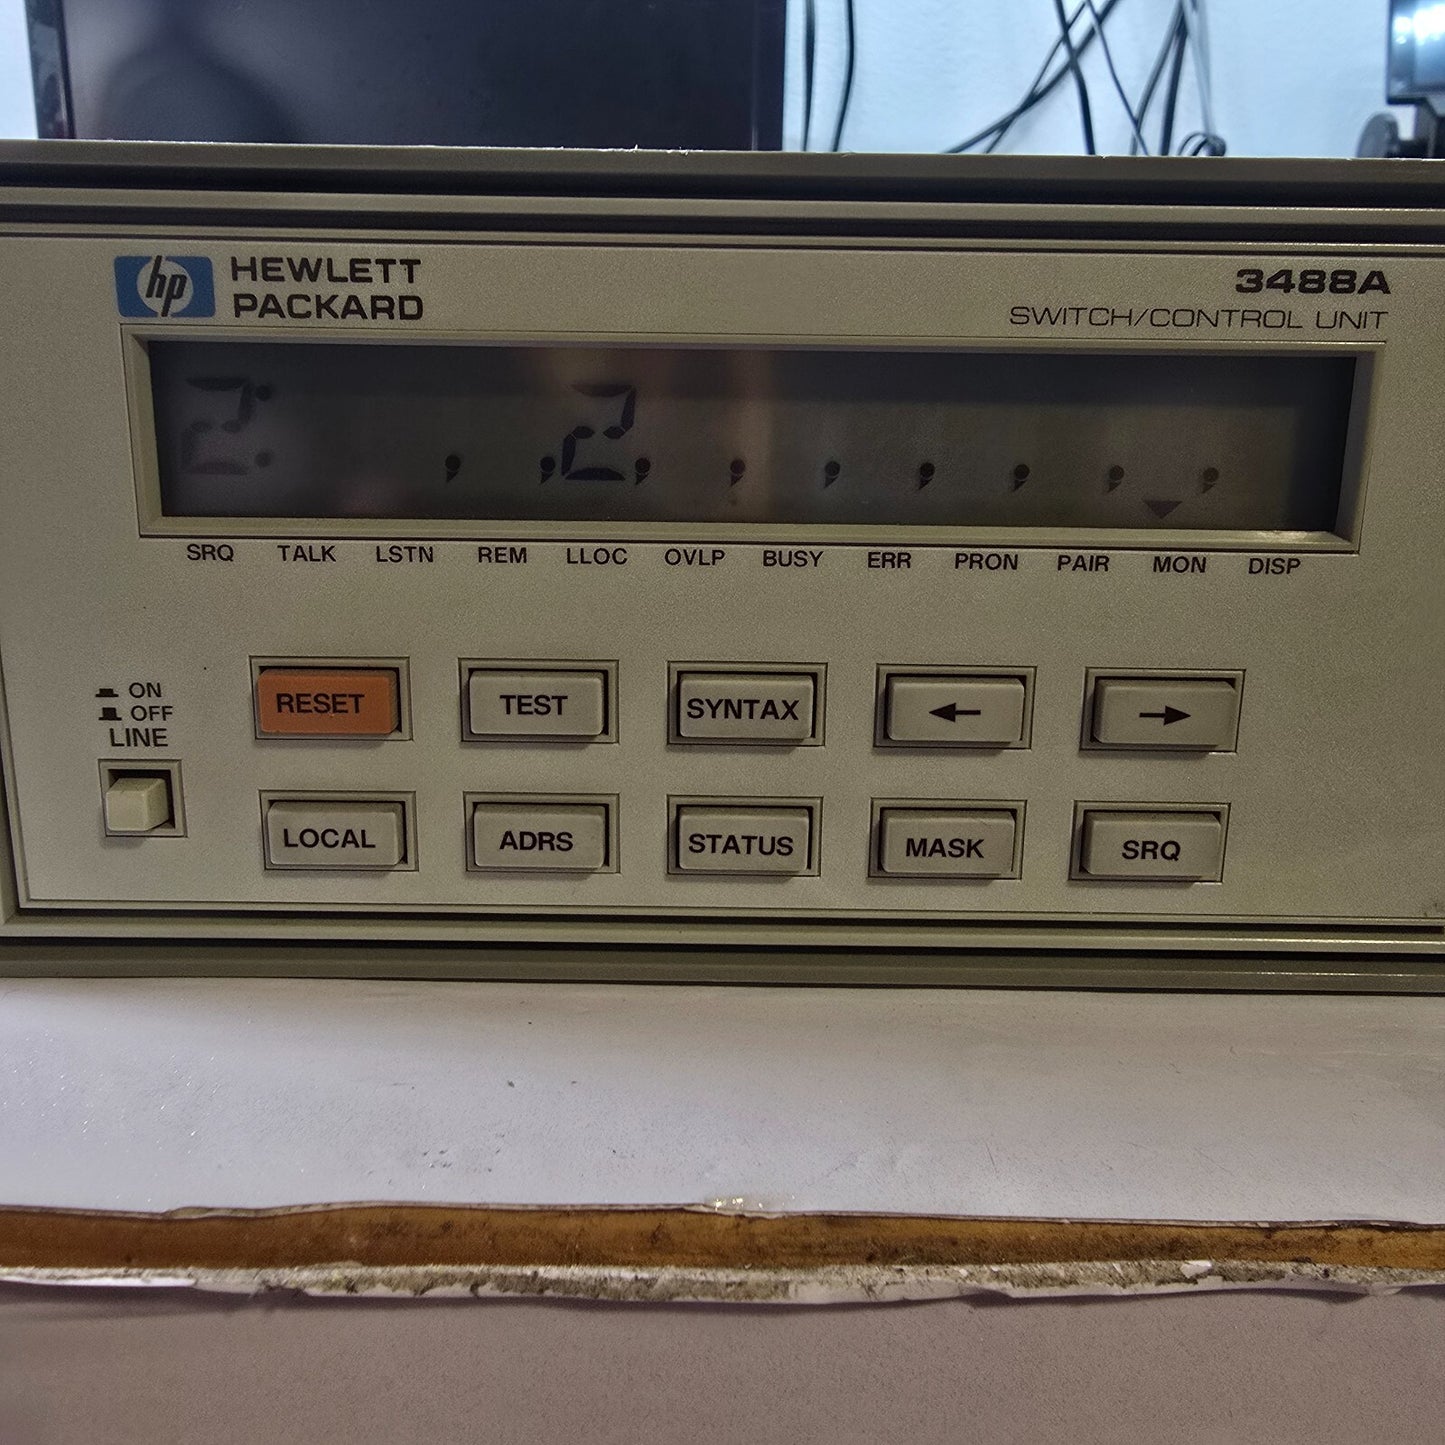 hp HEWLETT
PACKARD
3488A
SWITCH/CONTROL UNIT
2: , ,2, , , , , , ,
SRQ TALK LSTN REM LLOC OVLP BUSY ERR PRON PAIR MON DISP
ON
OFF
LINE
RESET TEST SYNTAX ← →
LOCAL ADRS STATUS MASK SRQ